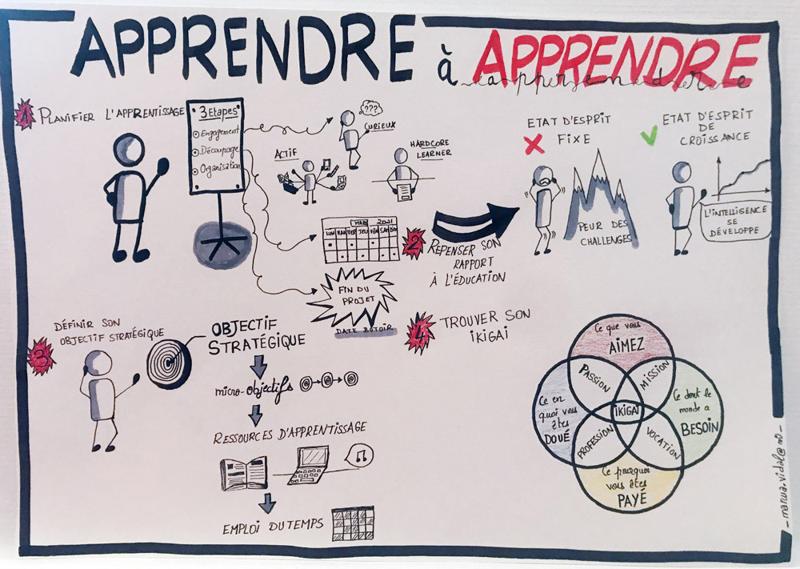 APPRENDRE à APPRENDRE
à apprendre
1 PLANIFIER L'APPRENTISSAGE
3 Etapes
Engagement
Découpage
Organisation
???
CURIEUX
ACTIF
HARDCORE
LEARNER
MARS 2021
LUN MAR MER JEU VEN SAM DIM
FIN DU
PROJET
DATE BUTOIR
2 REPENSER SON
RAPPORT
À L'ÉDUCATION
ETAT D'ESPRIT
FIXE
PEUR DES
CHALLENGES
ETAT D'ESPRIT
DE
CROISSANCE
L'INTELLIGENCE
SE
DÉVELOPPE
3 DÉFINIR SON
OBJECTIF STRATÉGIQUE
OBJECTIF
STRATÉGIQUE
micro-objectifs
RESSOURCES D'APPRENTISSAGE
EMPLOI DU TEMPS
4 TROUVER SON
IKIGAI
Ce que vous
AIMEZ
PASSION
MISSION
Ce en
quoi vous
êtes
DOUÉ
IKIGAI
Ce dont le
monde a
BESOIN
PROFESSION
VOCATION
Ce pourquoi
vous êtes
PAYÉ